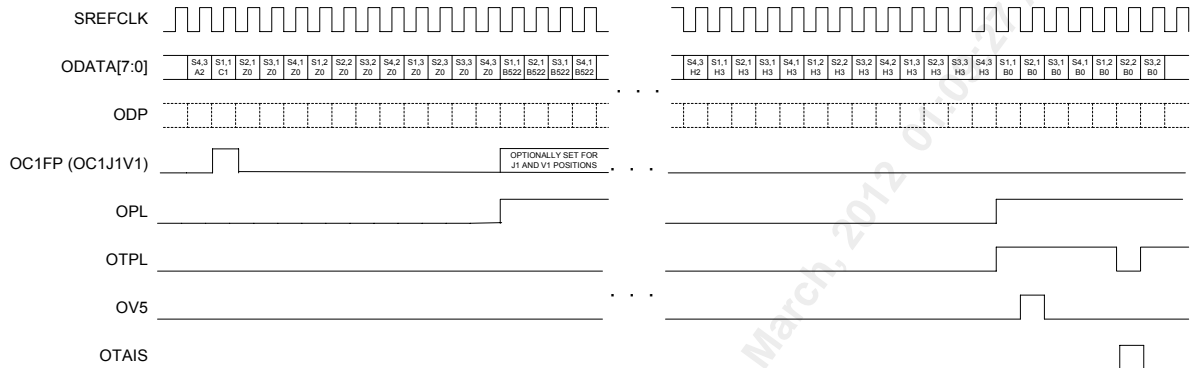 SREFCLK
ODATA[7:0]
S4,3 S1,1 S2,1 S3,1 S4,1 S1,2 S2,2 S3,2 S4,2 S1,3 S2,3 S3,3 S4,3 S1,1 S2,1 S3,1 S4,1
A2 C1 Z0 Z0 Z0 Z0 Z0 Z0 Z0 Z0 Z0 Z0 Z0 B522 B522 B522 B522
. . .
S4,3 S1,1 S2,1 S3,1 S4,1 S1,2 S2,2 S3,2 S4,2 S1,3 S2,3 S3,3 S4,3 S1,1 S2,1 S3,1 S4,1 S1,2 S2,2 S3,2
H2 H3 H3 H3 H3 H3 H3 H3 H3 H3 H3 H3 H3 B0 B0 B0 B0 B0 B0 B0
ODP
OC1FP (OC1J1V1)
OPTIONALLY SET FOR
J1 AND V1 POSITIONS
. . .
OPL
OTPL
OV5
. . .
OTAIS
March, 2012 01:03:27